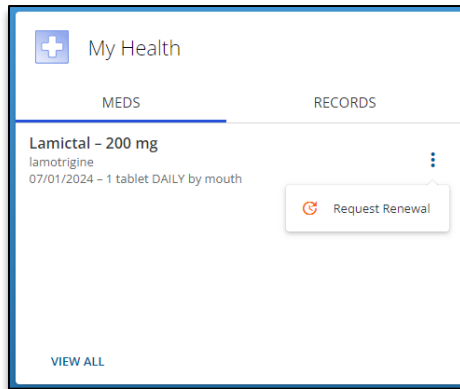 My Health
MEDS
RECORDS
Lamictal – 200 mg
lamotrigine
07/01/2024 – 1 tablet DAILY by mouth
Request Renewal
VIEW ALL